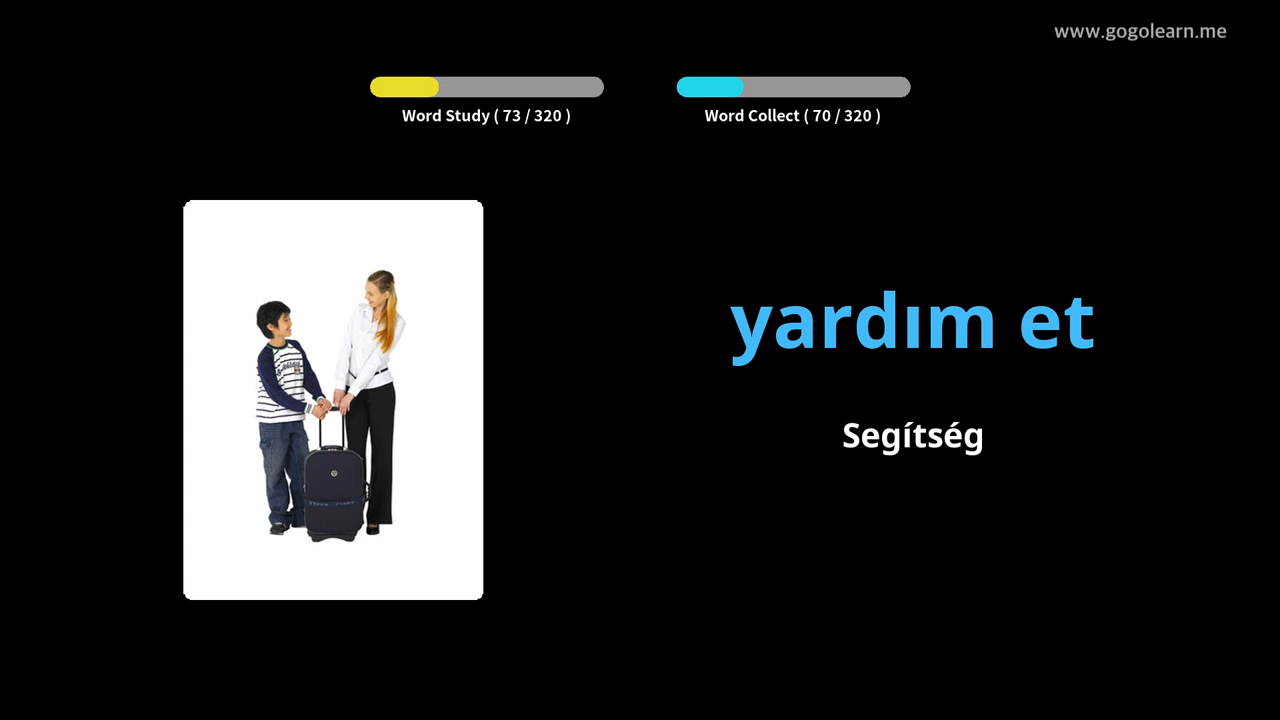 www.gogolearn.me
Word Study ( 73 / 320 )
Word Collect ( 70 / 320 )
yardım et
Segítség